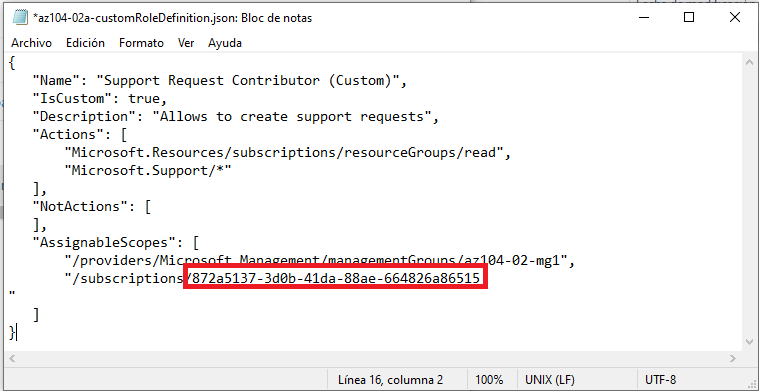 *az104-02a-customRoleDefinition.json: Bloc de notas
Archivo Edición Formato Ver Ayuda
{
    "Name": "Support Request Contributor (Custom)",
    "IsCustom": true,
    "Description": "Allows to create support requests",
    "Actions": [
        "Microsoft.Resources/subscriptions/resourceGroups/read",
        "Microsoft.Support/*"
    ],
    "NotActions": [
    ],
    "AssignableScopes": [
        "/providers/Microsoft.Management/managementGroups/az104-02-mg1",
        "/subscriptions/872a5137-3d0b-41da-88ae-664826a86515
"
    ]
}
Línea 16, columna 2 100% UNIX (LF) UTF-8